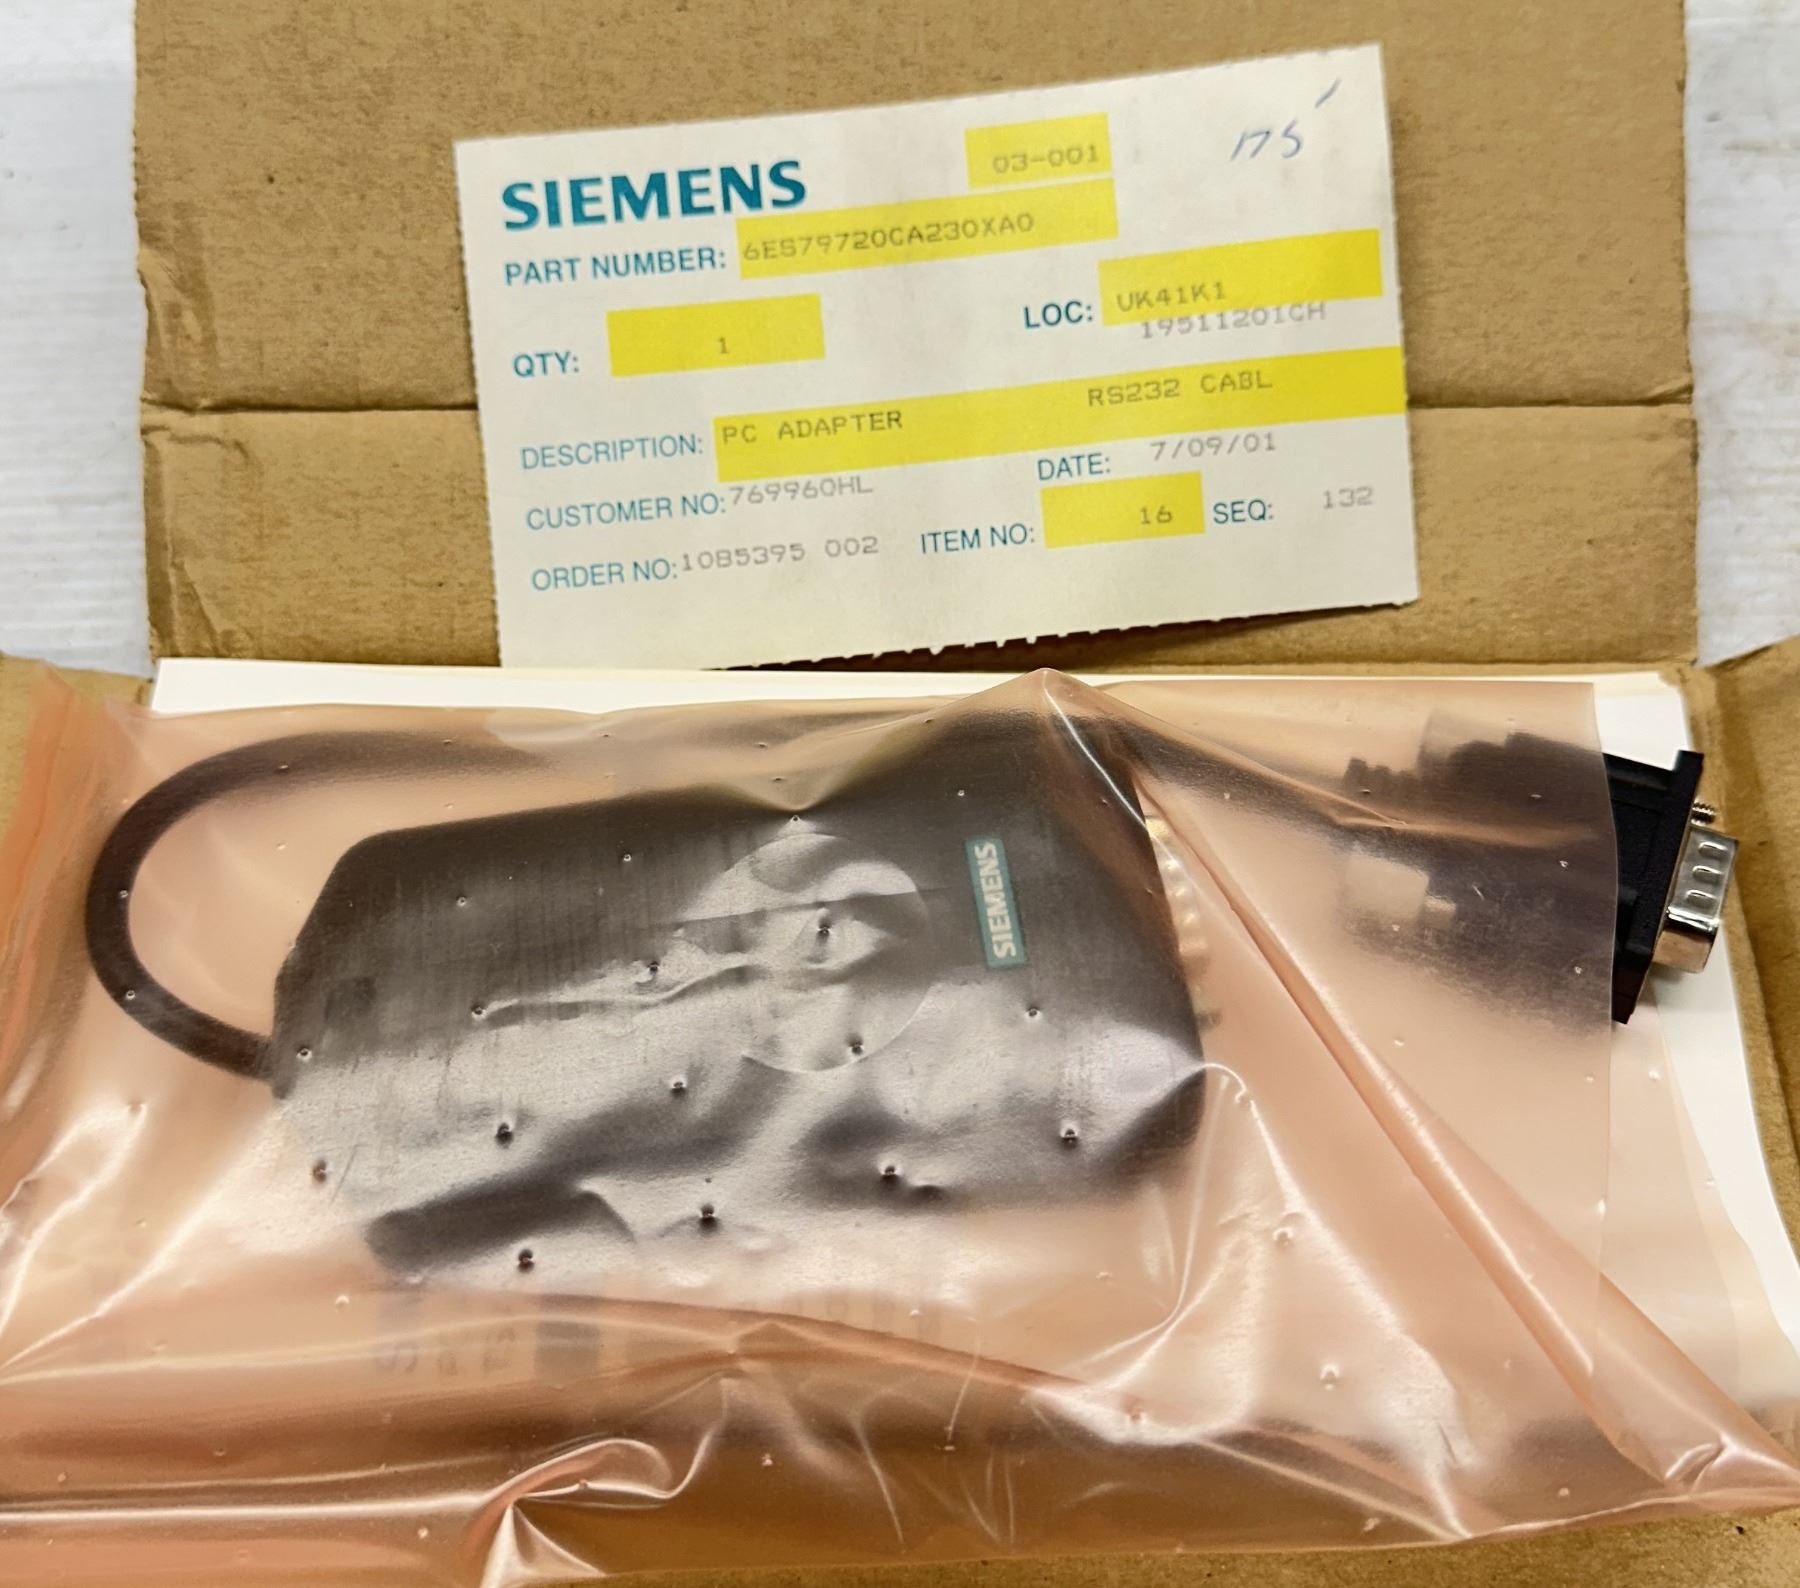 03-001
175
SIEMENS
PART NUMBER: 6ES79720CA230XA0
LOC: UK41K1
19511201CH
QTY: 1
DESCRIPTION: PC ADAPTER RS232 CABL
DATE: 7/09/01
CUSTOMER NO: 769960HL
ITEM NO: 16 SEQ: 132
ORDER NO: 10B5395 002
SIEMENS